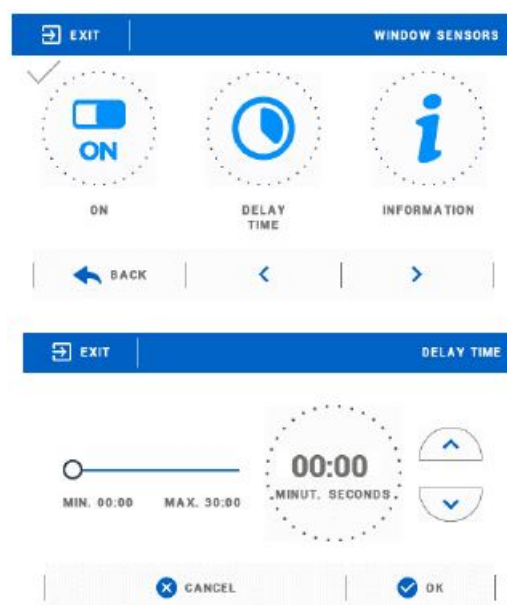 EXIT
WINDOW SENSORS
ON
ON
DELAY
TIME
INFORMATION
BACK
EXIT
DELAY TIME
00:00
MINUT. SECONDS
MIN. 00:00
MAX. 30:00
CANCEL
OK